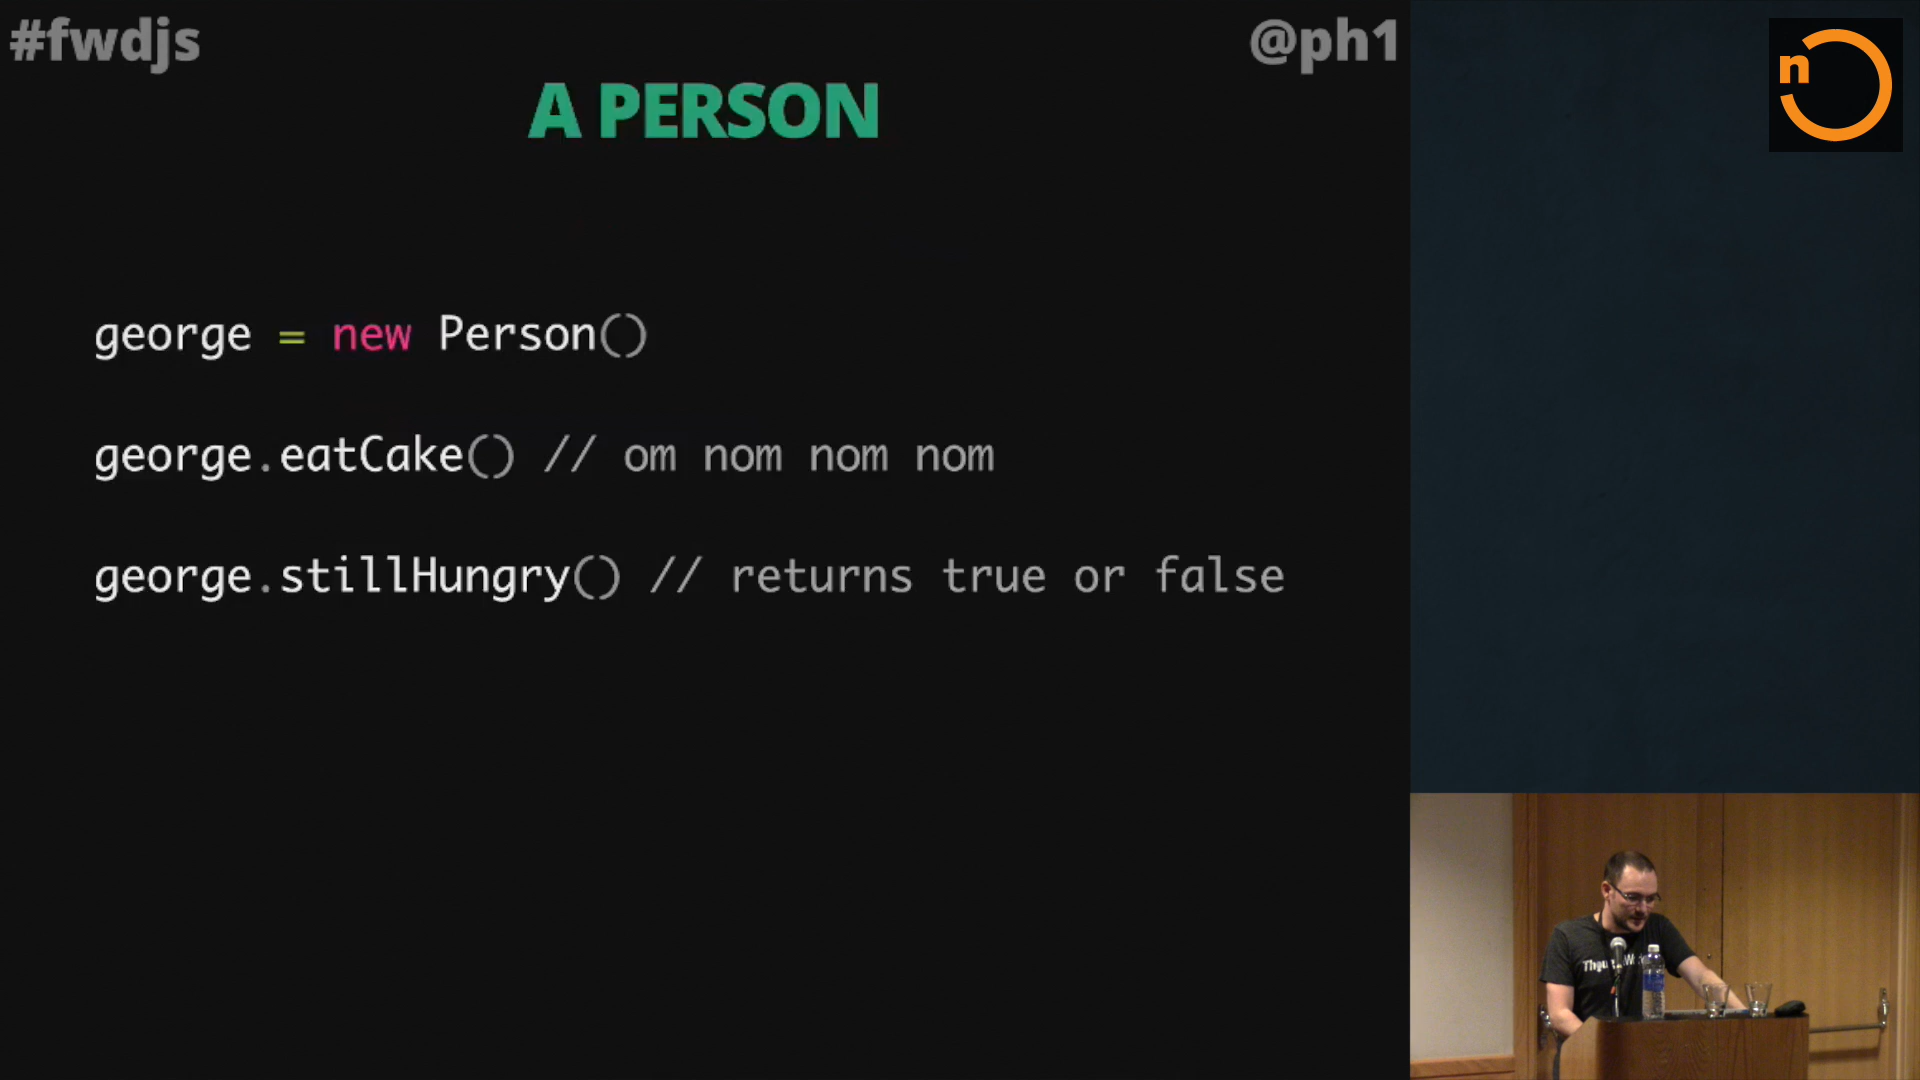 #fwdjs
@ph1
n
A PERSON
george = new Person()
george.eatCake() // om nom nom nom
george.stillHungry() // returns true or false